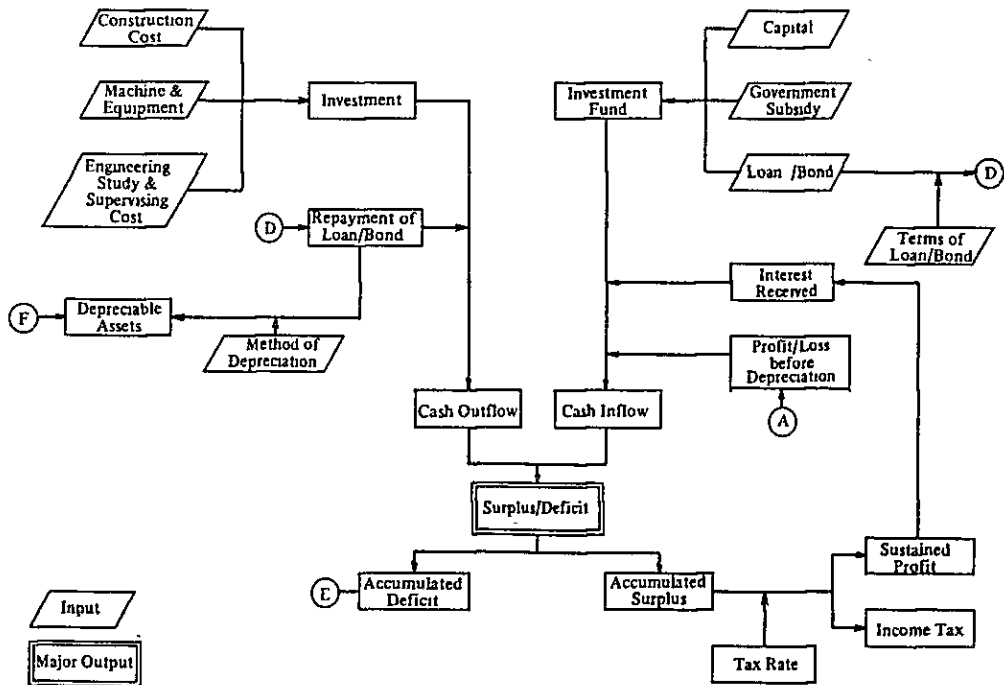 Construction
Cost
Machine &
Equipment
Engineering
Study &
Supervising
Cost
Investment
D
Repayment of
Loan/Bond
F
Depreciable
Assets
Method of
Depreciation
Capital
Investment
Fund
Government
Subsidy
Loan /Bond
D
Terms of
Loan/Bond
Interest
Received
Profit/Loss
before
Depreciation
A
Cash Outflow
Cash Inflow
Surplus/Deficit
E
Accumulated
Deficit
Accumulated
Surplus
Sustained
Profit
Income Tax
Tax Rate
Input
Major Output